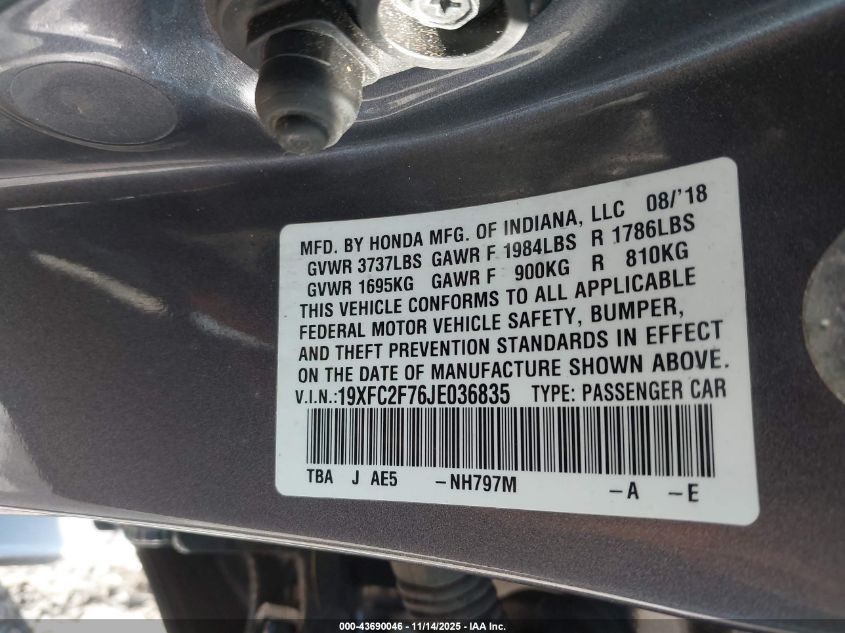 MFD. BY HONDA MFG. OF INDIANA, LLC 08/'18
GVWR 3737LBS GAWR F 1984LBS R 1786LBS
GVWR 1695KG GAWR F 900KG R 810KG
THIS VEHICLE CONFORMS TO ALL APPLICABLE
FEDERAL MOTOR VEHICLE SAFETY, BUMPER,
AND THEFT PREVENTION STANDARDS IN EFFECT
ON THE DATE OF MANUFACTURE SHOWN ABOVE.
V.I.N.:19XFC2F76JE036835 TYPE: PASSENGER CAR
TBA J AE5 -NH797M -A -E
000-43690046 - 11/14/2025 - IAA Inc.